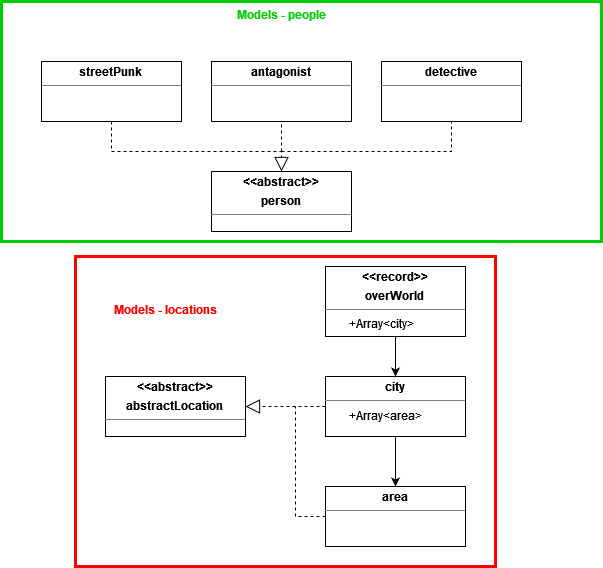 Models - people
streetPunk
antagonist
detective
<<abstract>>
person
Models - locations
<<record>>
overWorld
+Array<city>
<<abstract>>
abstractLocation
city
+Array<area>
area